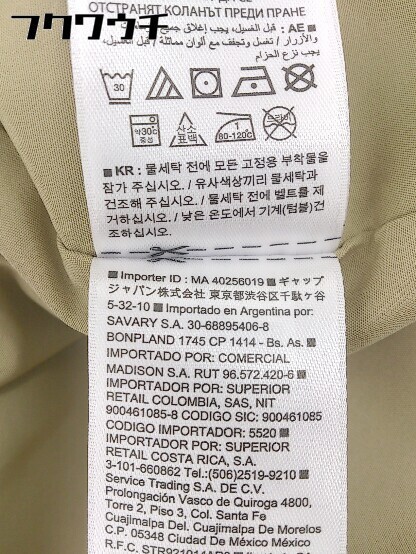 フクウクチ
ОТСТРАНЯТ КОЛАНЪТ ПРЕДИ ПРАНЕ
■ AE : قبل الغسيل، يجب إغلاق جميع
والأزرار / تغسل وتجفف مع ألوان مماثلة/
يجب نزع الحزام
30
약30℃
중성
산소
표백
80-120℃
드라이
■ KR : 물세탁 전에 모든 고정용 부착물을
잠가 주십시오. / 유사색상끼리 물세탁과
건조해 주십시오. / 물세탁 전에 벨트를 제
거하십시오. / 낮은 온도에서 기계(텀블)건
조하십시오.
■ Importer ID : MA 40256019 ■ ギャップ
ジャパン株式会社 東京都渋谷区千駄ヶ谷
5-32-10 ■ Importado en Argentina por:
SAVARY S.A. 30-68895406-8
BONPLAND 1745 CP 1414 - Bs. As. ■
IMPORTADO POR: COMERCIAL
MADISON S.A. RUT 96.572.420-6 ■
IMPORTADOR POR: SUPERIOR
RETAIL COLOMBIA, SAS, NIT
900461085-8 CODIGO SIC: 900461085
CODIGO IMPORTADOR: 5520 ■
IMPORTADO POR: SUPERIOR
RETAIL COSTA RICA, S.A.
3-101-660862 Tel.:(506)2519-9210 ■
Service Trading S.A. DE C.V.
Prolongación Vasco de Quiroga 4800,
Torre 2, Piso 3, Col. Santa Fe
Cuajimalpa Del. Cuajimalpa De Morelos
C.P. 05348 Ciudad De México México
R.F.C. STR921014